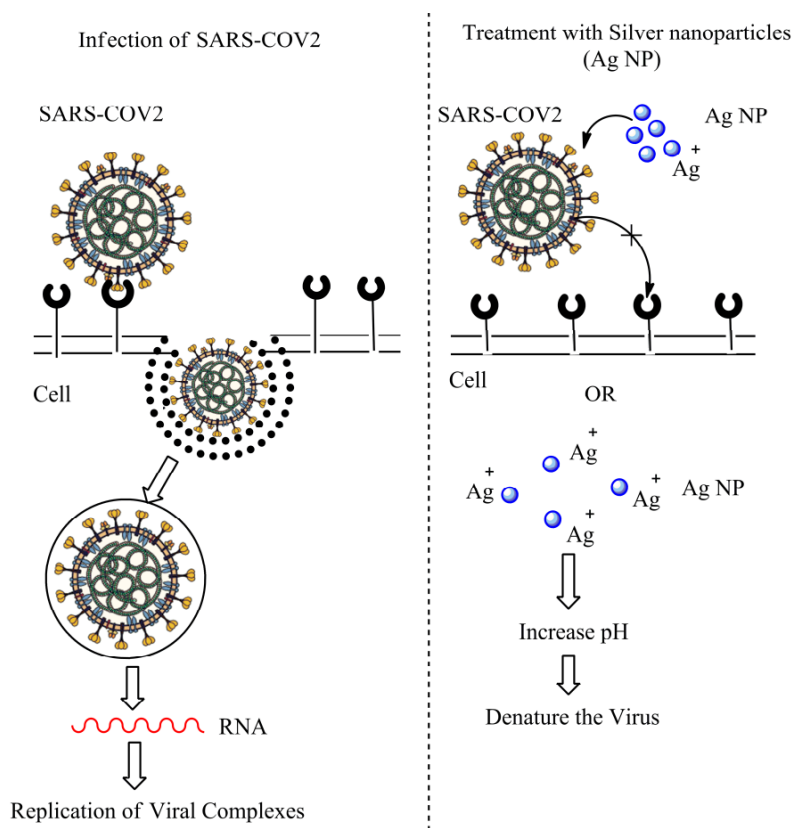 Infection of SARS-COV2
SARS-COV2
Cell
RNA
Replication of Viral Complexes
Treatment with Silver nanoparticles
(Ag NP)
SARS-COV2
Ag NP
+
Ag
Cell
OR
+
Ag
+
Ag
+
Ag
Ag NP
+
Ag
Increase pH
Denature the Virus